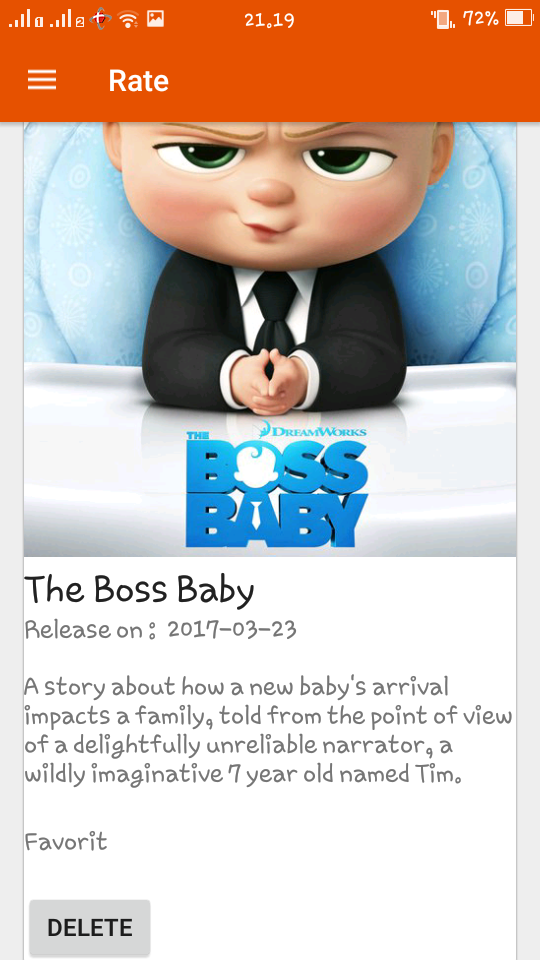 21.19
72%
Rate
DREAMWORKS
THE
BOSS
BABY
The Boss Baby
Release on : 2017-03-23
A story about how a new baby's arrival
impacts a family, told from the point of view
of a delightfully unreliable narrator, a
wildly imaginative 7 year old named Tim.
Favorit
DELETE